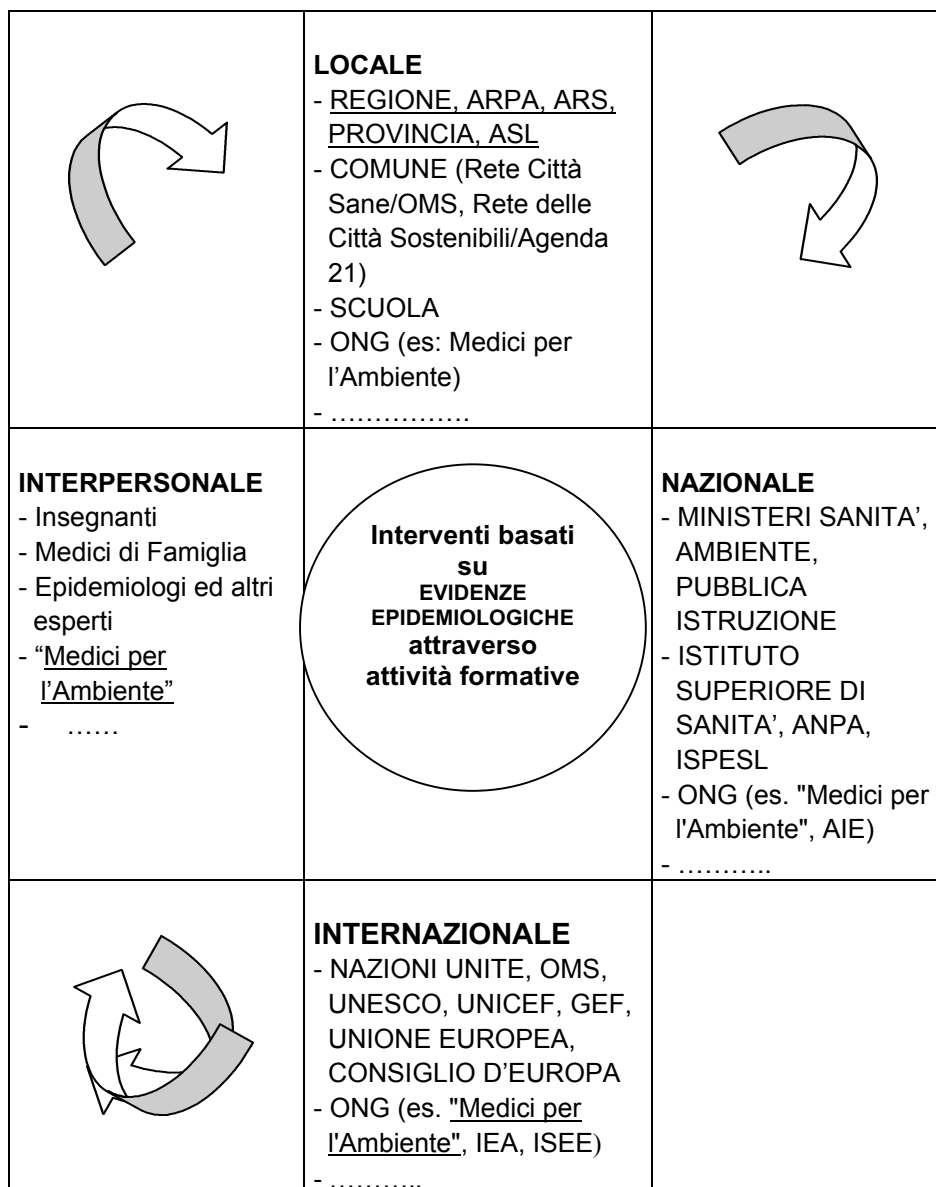 LOCALE
- REGIONE, ARPA, ARS,
PROVINCIA, ASL
- COMUNE (Rete Città
Sane/OMS, Rete delle
Città Sostenibili/Agenda
21)
- SCUOLA
- ONG (es: Medici per
l’Ambiente)
- …………….
INTERPERSONALE
- Insegnanti
- Medici di Famiglia
- Epidemiologi ed altri
esperti
- “Medici per
l’Ambiente”
- ……
Interventi basati
su
EVIDENZE
EPIDEMIOLOGICHE
attraverso
attività formative
NAZIONALE
- MINISTERI SANITA’,
AMBIENTE,
PUBBLICA
ISTRUZIONE
- ISTITUTO
SUPERIORE DI
SANITA’, ANPA,
ISPESL
- ONG (es. "Medici per
l'Ambiente", AIE)
- ………..
INTERNAZIONALE
- NAZIONI UNITE, OMS,
UNESCO, UNICEF, GEF,
UNIONE EUROPEA,
CONSIGLIO D’EUROPA
- ONG (es. "Medici per
l'Ambiente", IEA, ISEE)
- ………..